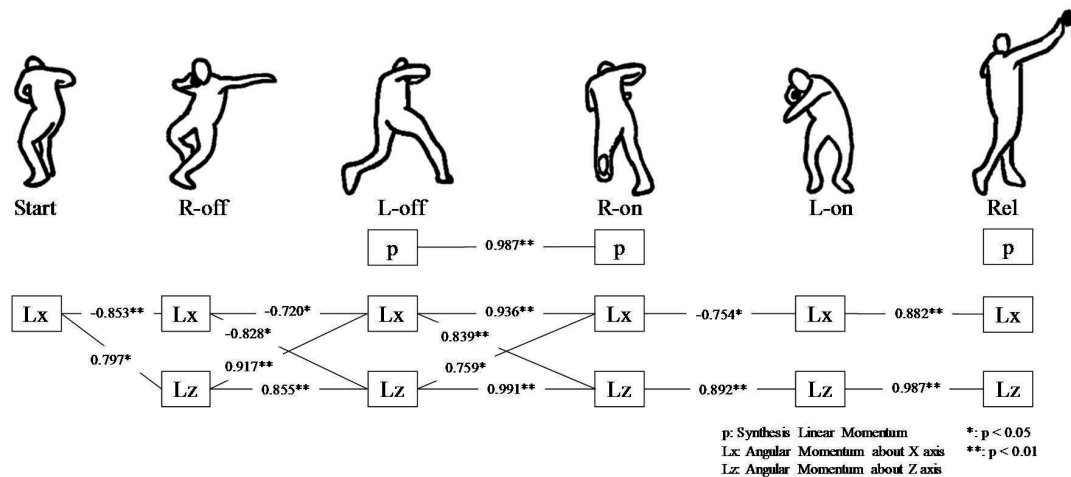 Start R-off L-off R-on L-on Rel
p 0.987** p p
Lx -0.853** Lx -0.720* Lx 0.936** Lx -0.754* Lx 0.882** Lx
-0.828* 0.839**
0.797* 0.917** 0.759*
Lz 0.855** Lz 0.991** Lz 0.892** Lz 0.987** Lz
p: Synthesis Linear Momentum *: p < 0.05
Lx: Angular Momentum about X axis **: p < 0.01
Lz: Angular Momentum about Z axis